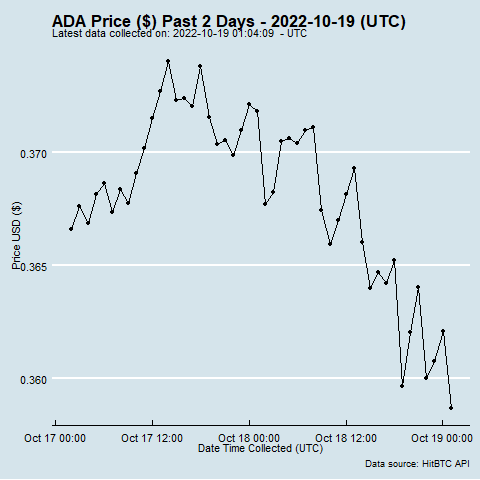 ADA Price ($) Past 2 Days - 2022-10-19 (UTC)
Latest data collected on: 2022-10-19 01:04:09 - UTC
0.370
0.365
0.360
Price USD ($)
Oct 17 00:00 Oct 17 12:00 Oct 18 00:00 Oct 18 12:00 Oct 19 00:00
Date Time Collected (UTC)
Data source: HitBTC API